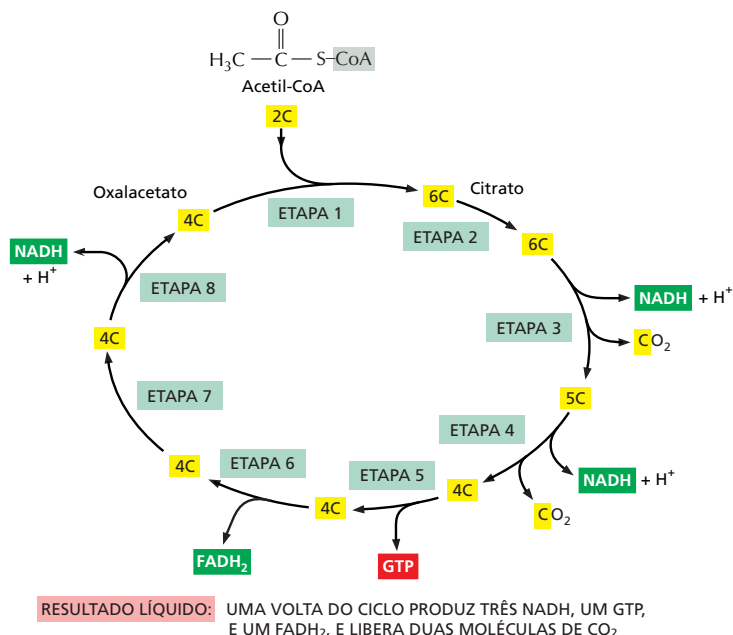 O
H₃C — C — S–CoA
Acetil-CoA
2C
Oxalacetato
4C
ETAPA 1
6C
Citrato
ETAPA 2
6C
NADH
+ H⁺
ETAPA 8
NADH + H⁺
ETAPA 3
CO₂
4C
ETAPA 7
5C
ETAPA 4
4C
ETAPA 6
ETAPA 5
4C
4C
NADH + H⁺
CO₂
FADH₂
GTP
RESULTADO LÍQUIDO: UMA VOLTA DO CICLO PRODUZ TRÊS NADH, UM GTP,
E UM FADH₂, E LIBERA DUAS MOLÉCULAS DE CO₂